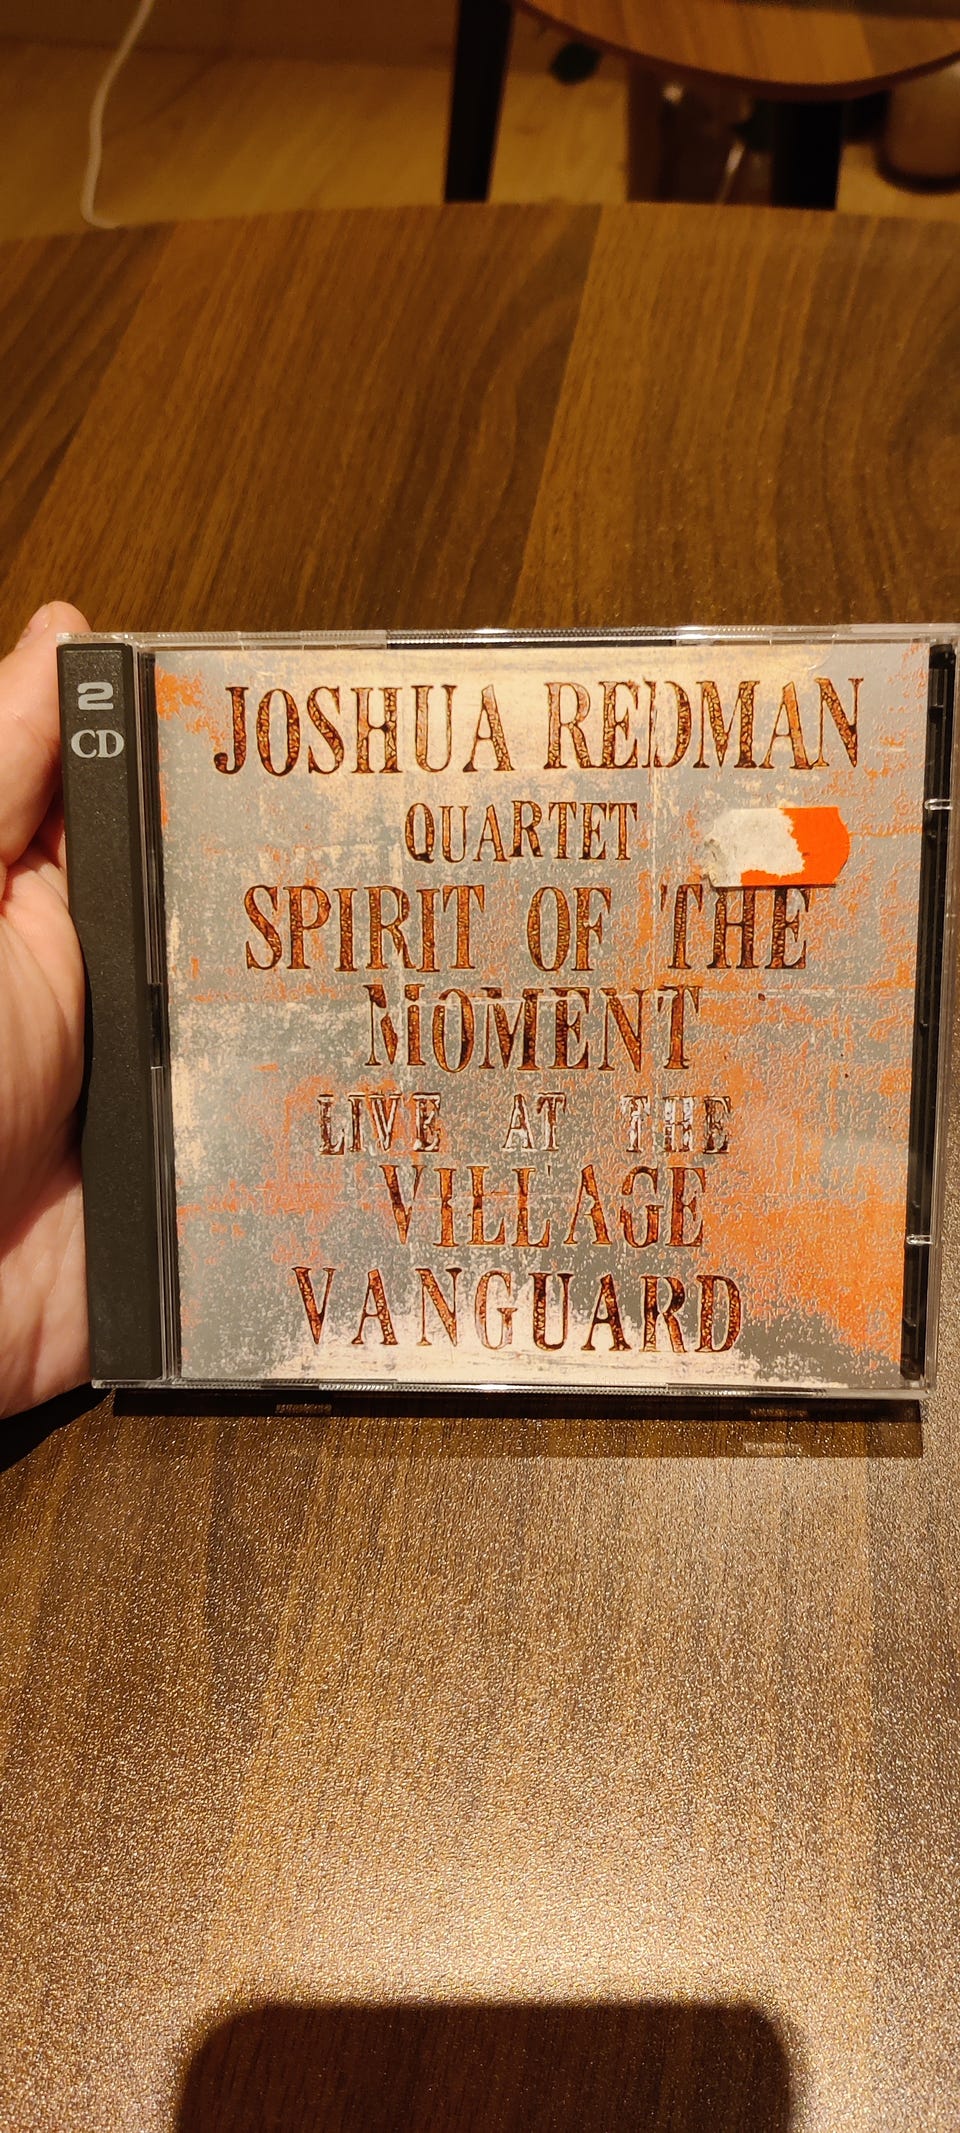 2
CD
JOSHUA REDMAN
QUARTET
SPIRIT OF THE
MOMENT
LIVE AT THE
VILLAGE
VANGUARD